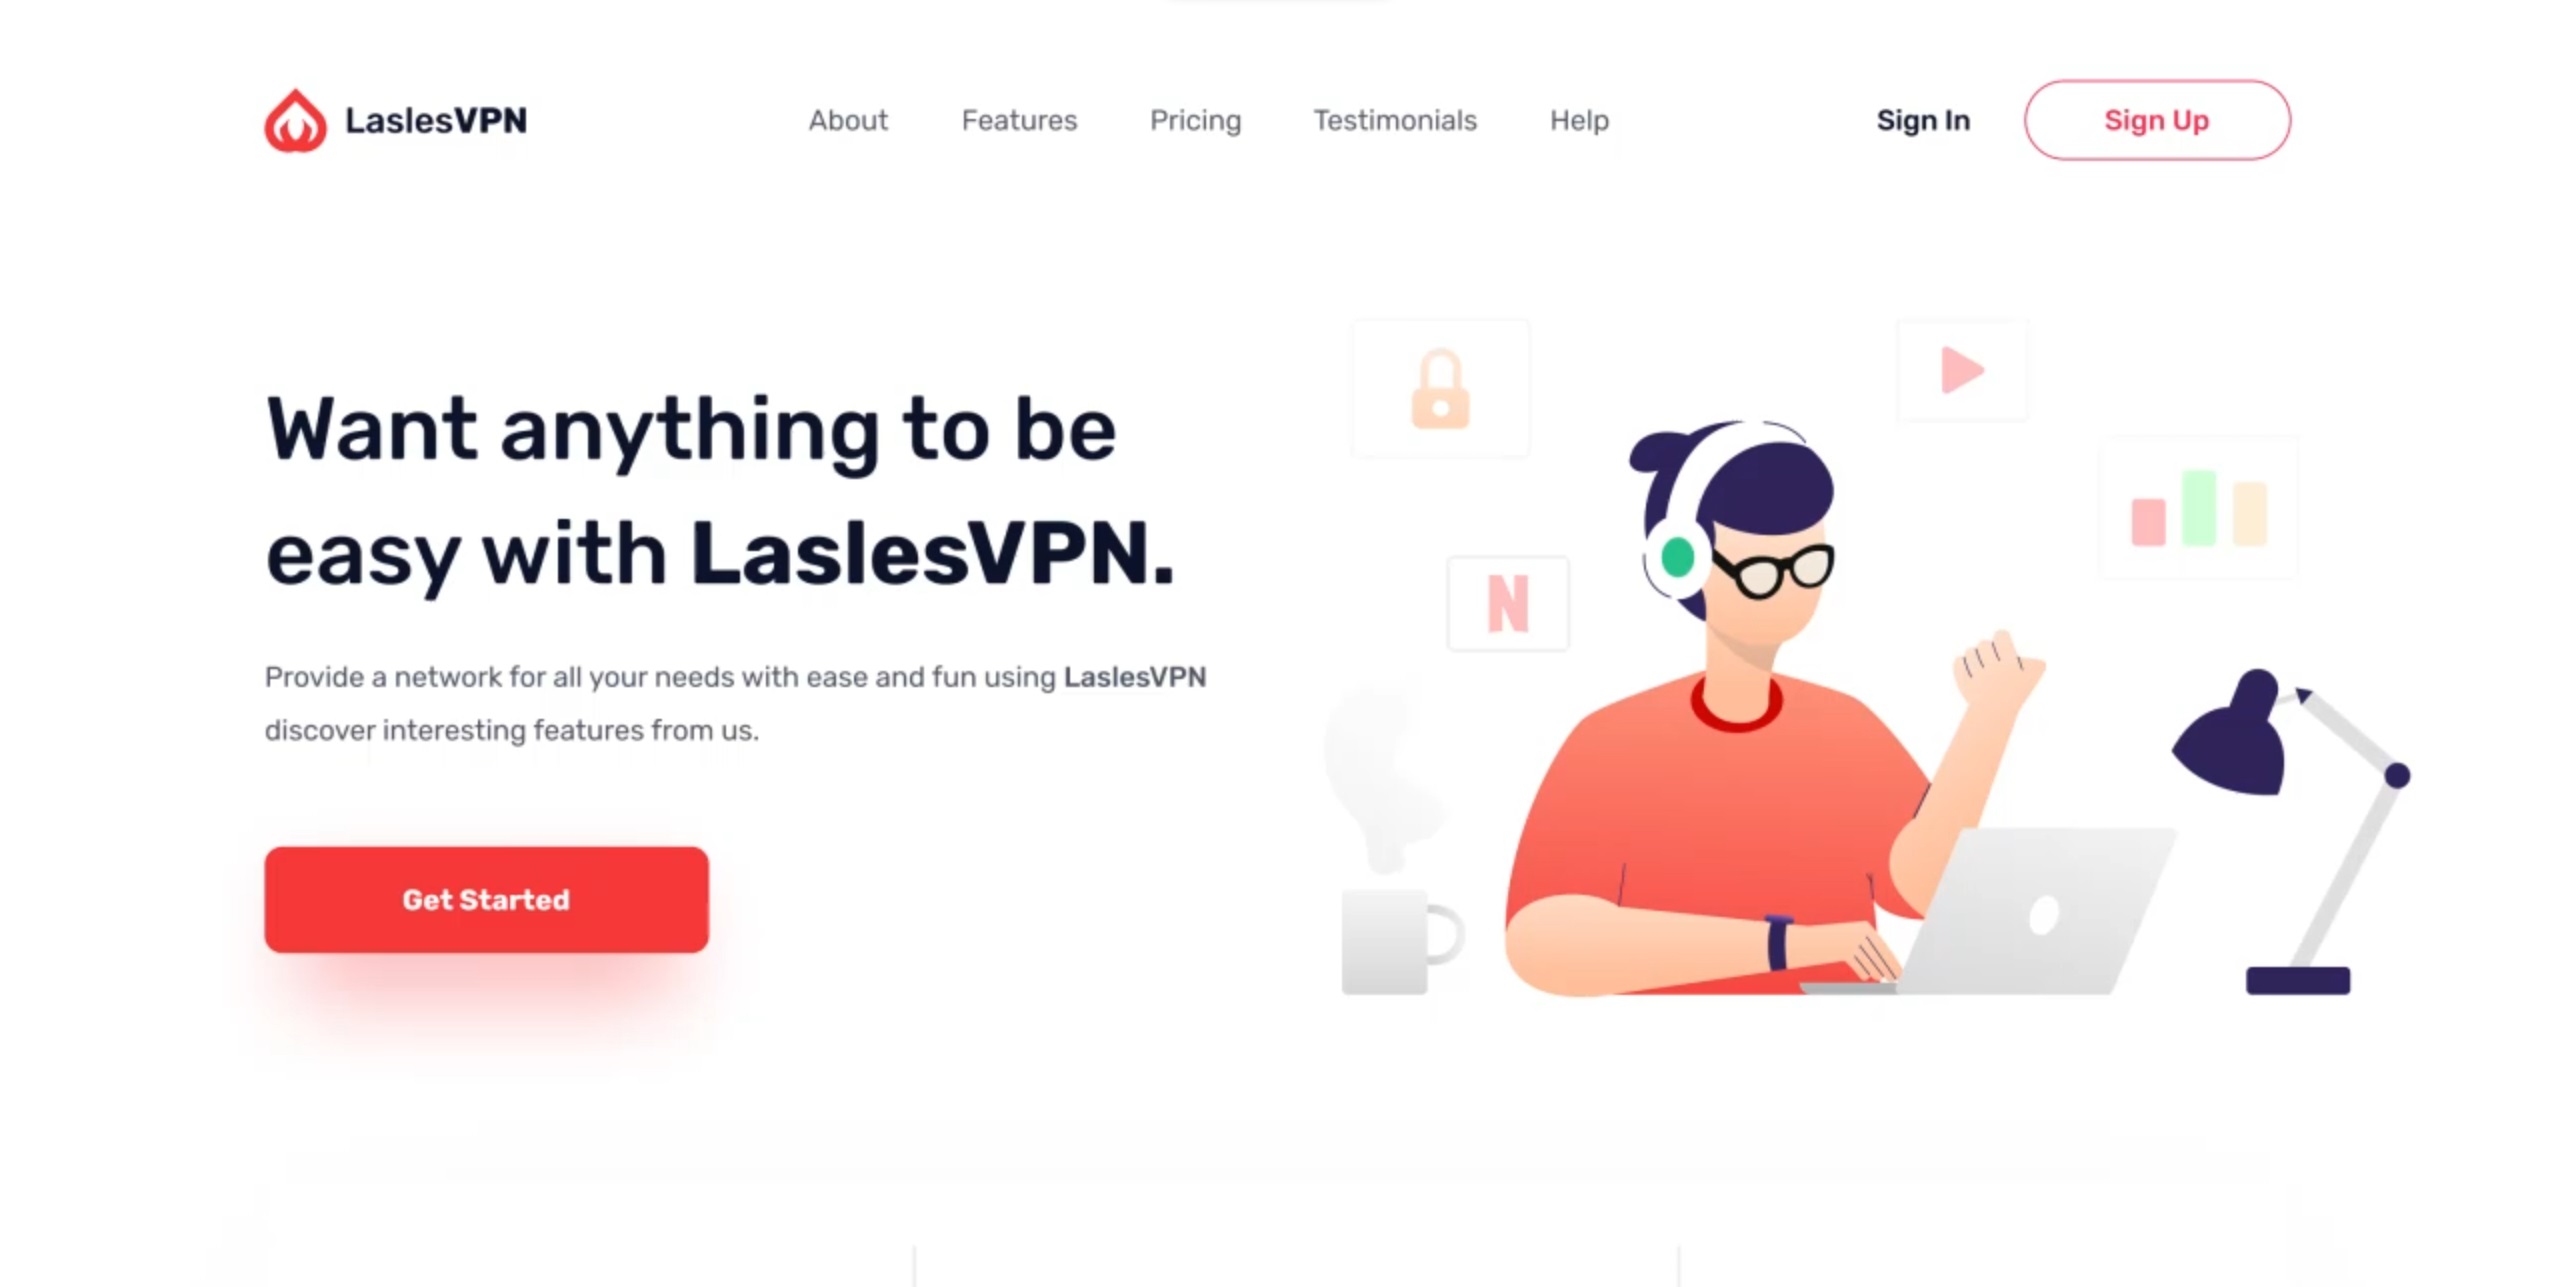 LaslesVPN
About
Features
Pricing
Testimonials
Help
Sign In
Sign Up
Want anything to be
easy with LaslesVPN.
Provide a network for all your needs with ease and fun using LaslesVPN
discover interesting features from us.
Get Started
N